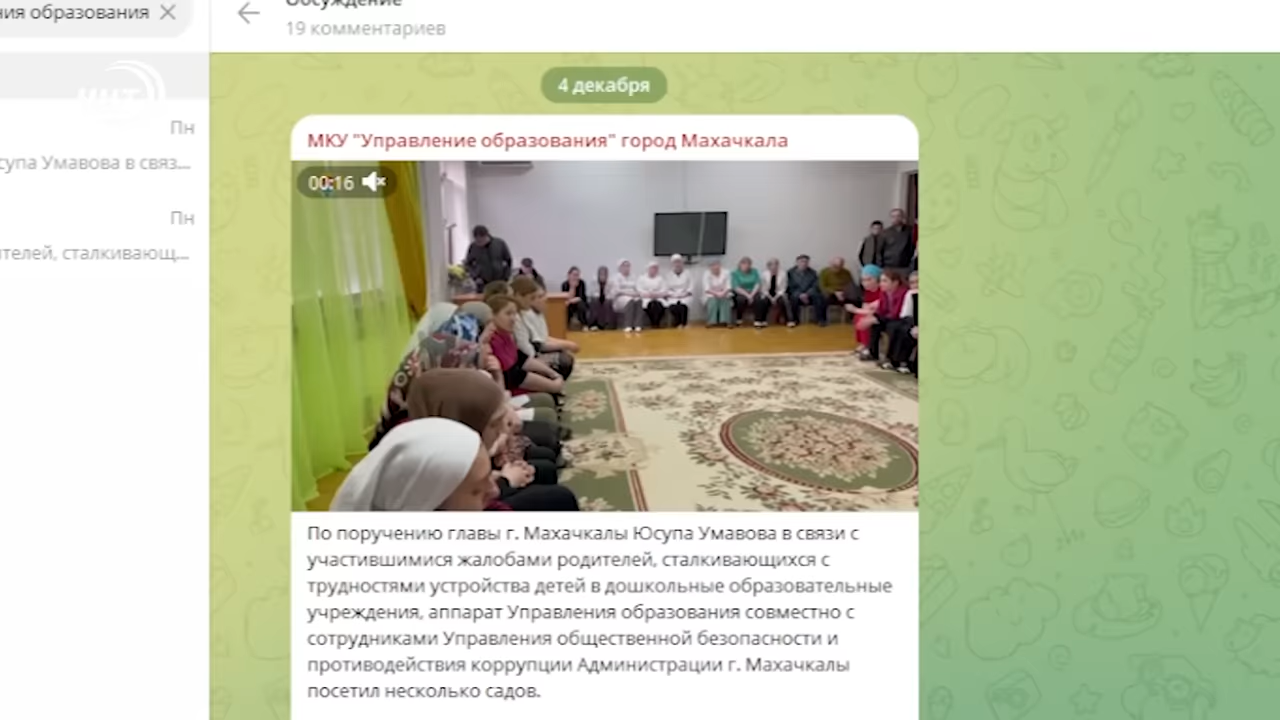 ия образования
Обсуждение
19 комментариев
ННТ
4 декабря
Пн
МКУ "Управление образования" город Махачкала
супа Умавова в связ...
00:16
Пн
ителей, сталкивающ...
По поручению главы г. Махачкалы Юсупа Умавова в связи с
участившимися жалобами родителей, сталкивающихся с
трудностями устройства детей в дошкольные образовательные
учреждения, аппарат Управления образования совместно с
сотрудниками Управления общественной безопасности и
противодействия коррупции Администрации г. Махачкалы
посетил несколько садов.